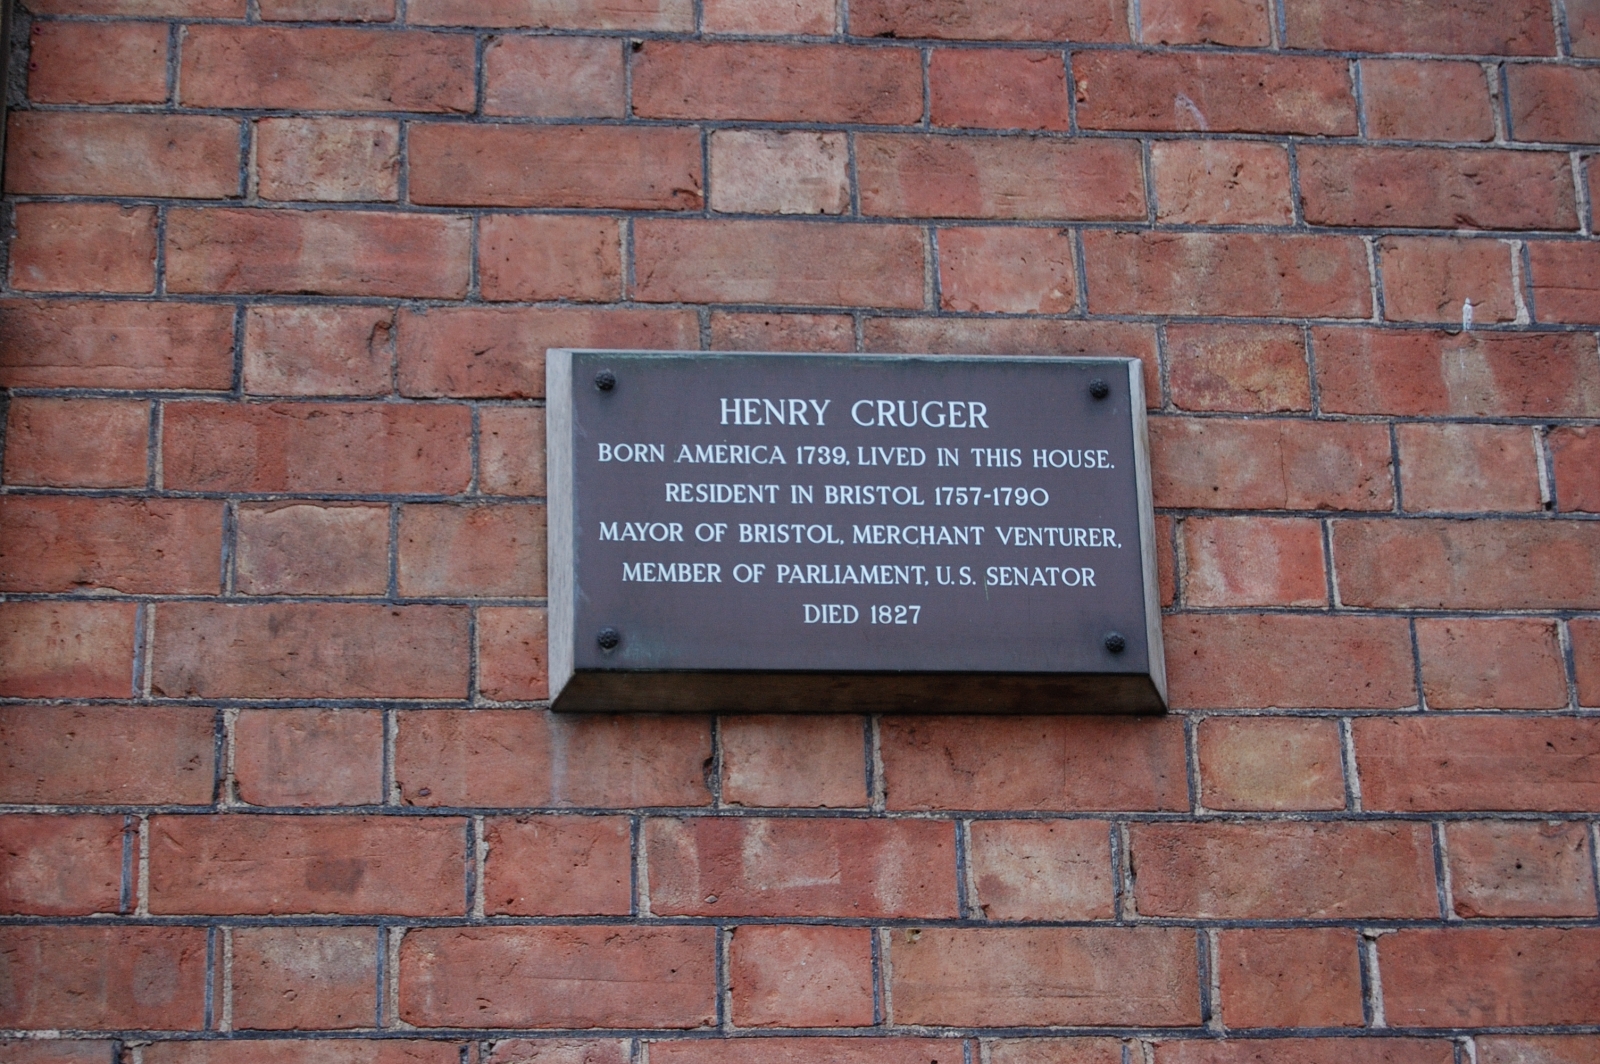 HENRY CRUGER
BORN AMERICA 1739. LIVED IN THIS HOUSE.
RESIDENT IN BRISTOL 1757-1790
MAYOR OF BRISTOL, MERCHANT VENTURER,
MEMBER OF PARLIAMENT, U.S. SENATOR
DIED 1827